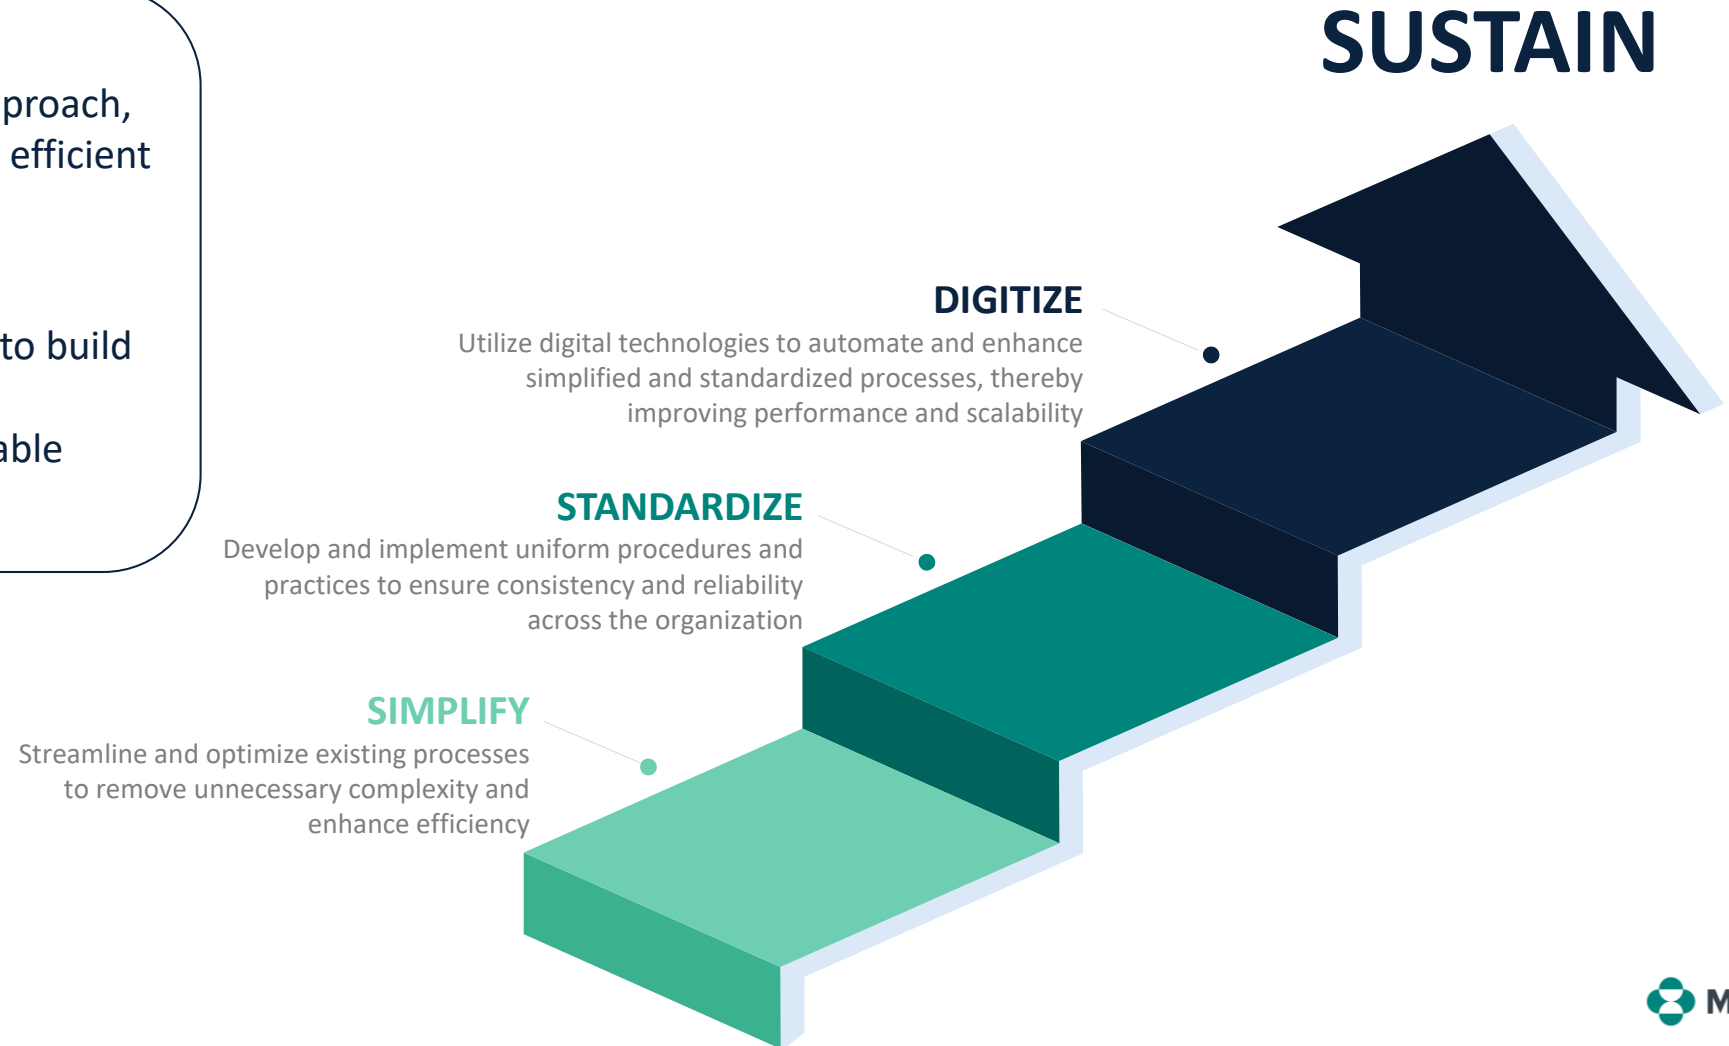 SUSTAIN
proach,
efficient
to build
able
DIGITIZE
Utilize digital technologies to automate and enhance
simplified and standardized processes, thereby
improving performance and scalability
STANDARDIZE
Develop and implement uniform procedures and
practices to ensure consistency and reliability
across the organization
SIMPLIFY
Streamline and optimize existing processes
to remove unnecessary complexity and
enhance efficiency
M